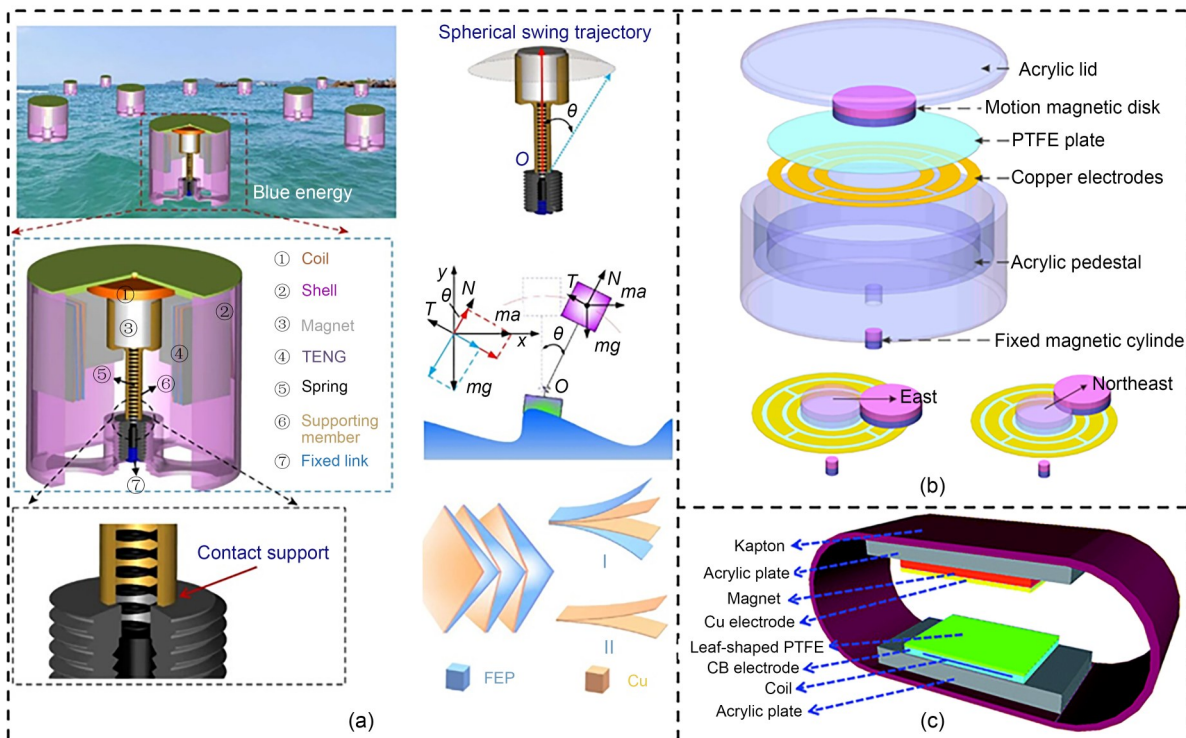 Blue energy
① Coil
② Shell
③ Magnet
④ TENG
⑤ Spring
⑥ Supporting
member
⑦ Fixed link
①
②
③
④
⑤
⑥
⑦
Contact support
Spherical swing trajectory
θ
O
y
N
T
θ
ma
x
mg
N
T
ma
mg
θ
O
I
II
FEP
Cu
(a)
Acrylic lid
Motion magnetic disk
PTFE plate
Copper electrodes
Acrylic pedestal
Fixed magnetic cylinde
East
Northeast
(b)
Kapton
Acrylic plate
Magnet
Cu electrode
Leaf-shaped PTFE
CB electrode
Coil
Acrylic plate
(c)